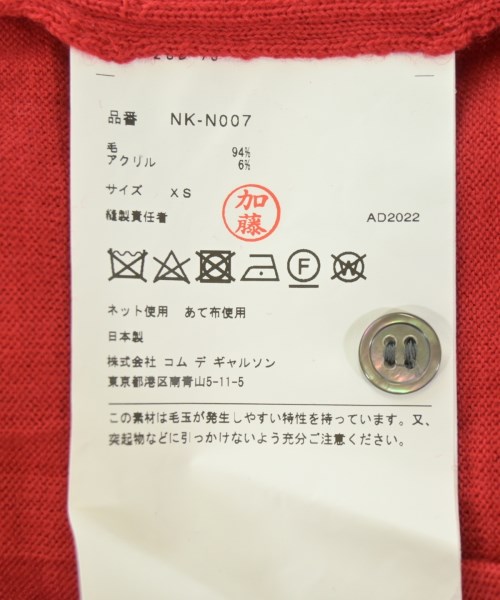 品番 NK-N007
毛 94%
アクリル 6%
サイズ XS
加藤
縫製責任者 AD2022
F W
ネット使用 あて布使用
日本製
株式会社 コム デ ギャルソン
東京都港区南青山5-11-5
この素材は毛玉が発生しやすい特性を持っています。又、
突起物などに引っかけないよう充分ご注意ください。